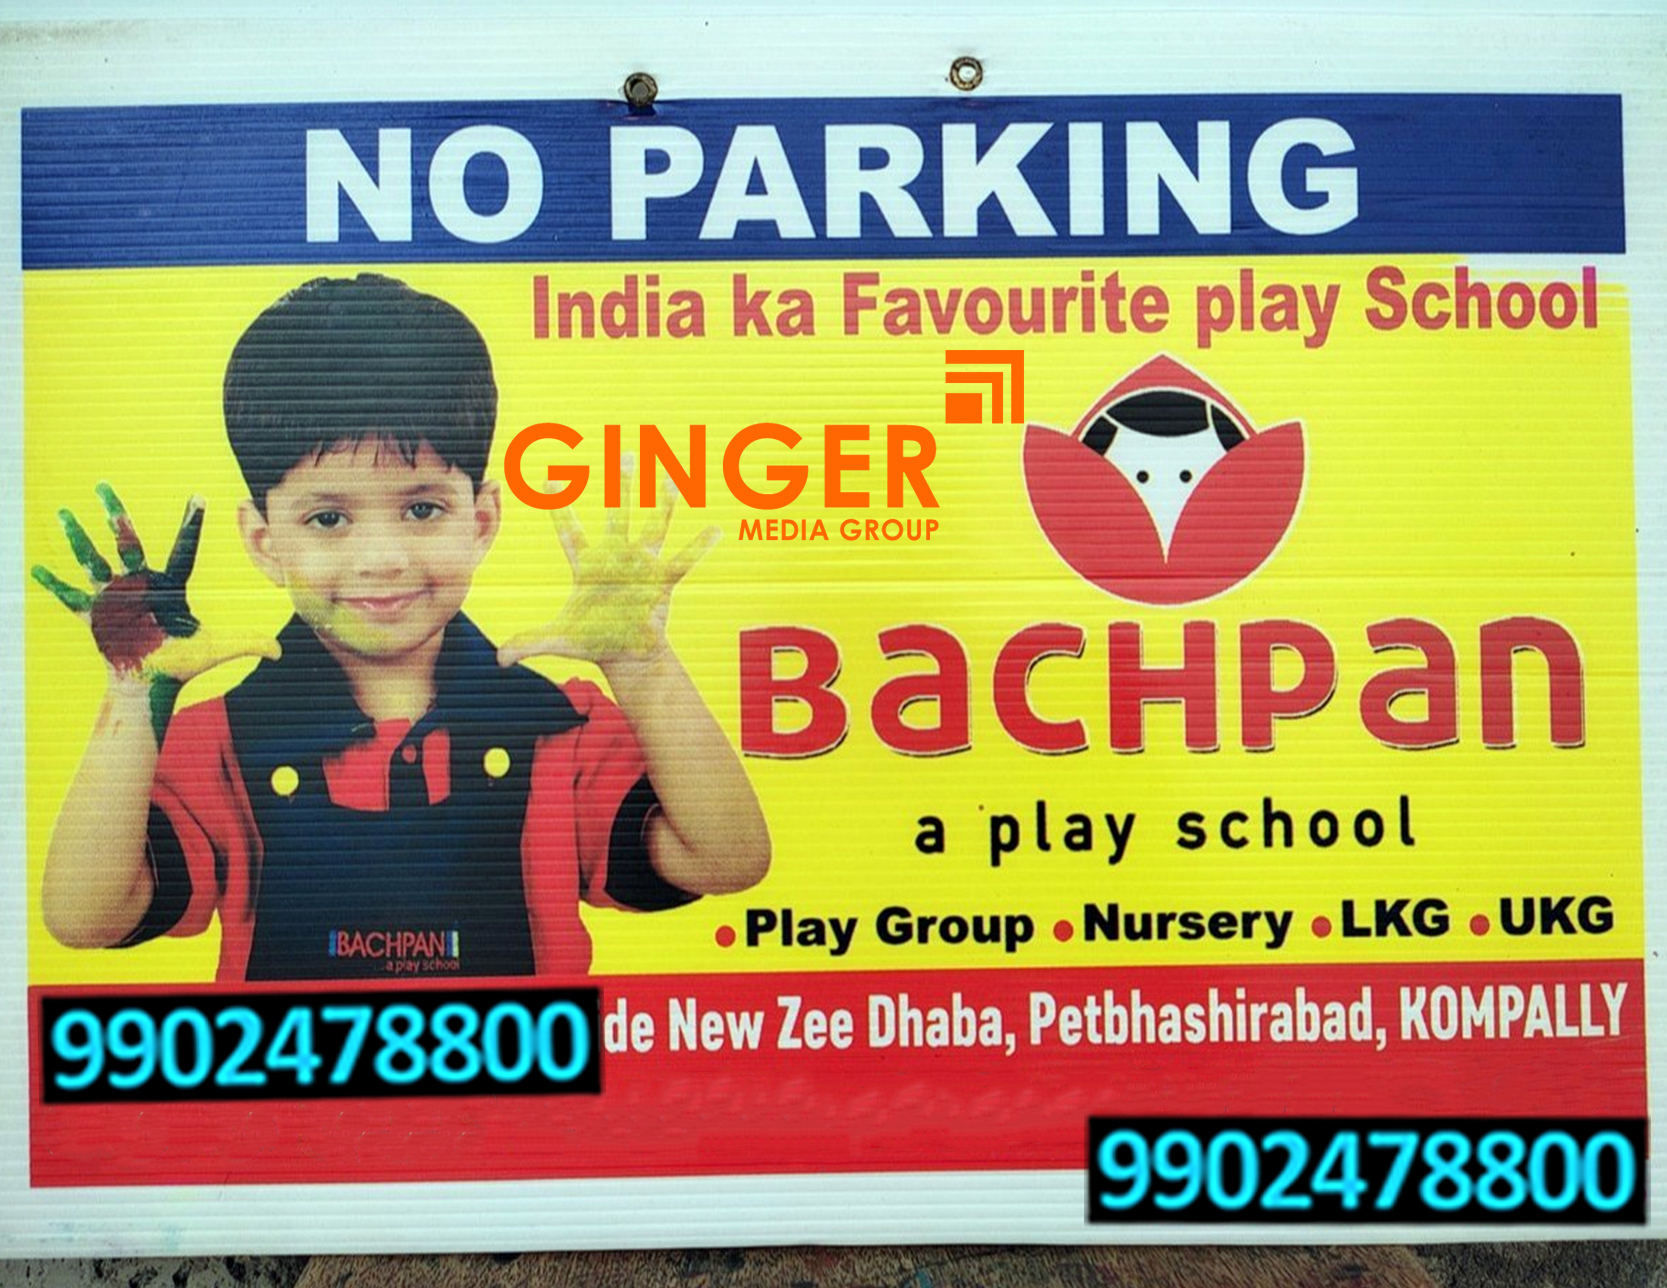 NO PARKING
India ka Favourite play School
GINGER
MEDIA GROUP
BACHPAN
a play school
•Play Group •Nursery •LKG •UKG
BACHPAN
a play school
9902478800 de New Zee Dhaba, Petbhashirabad, KOMPALLY
9902478800